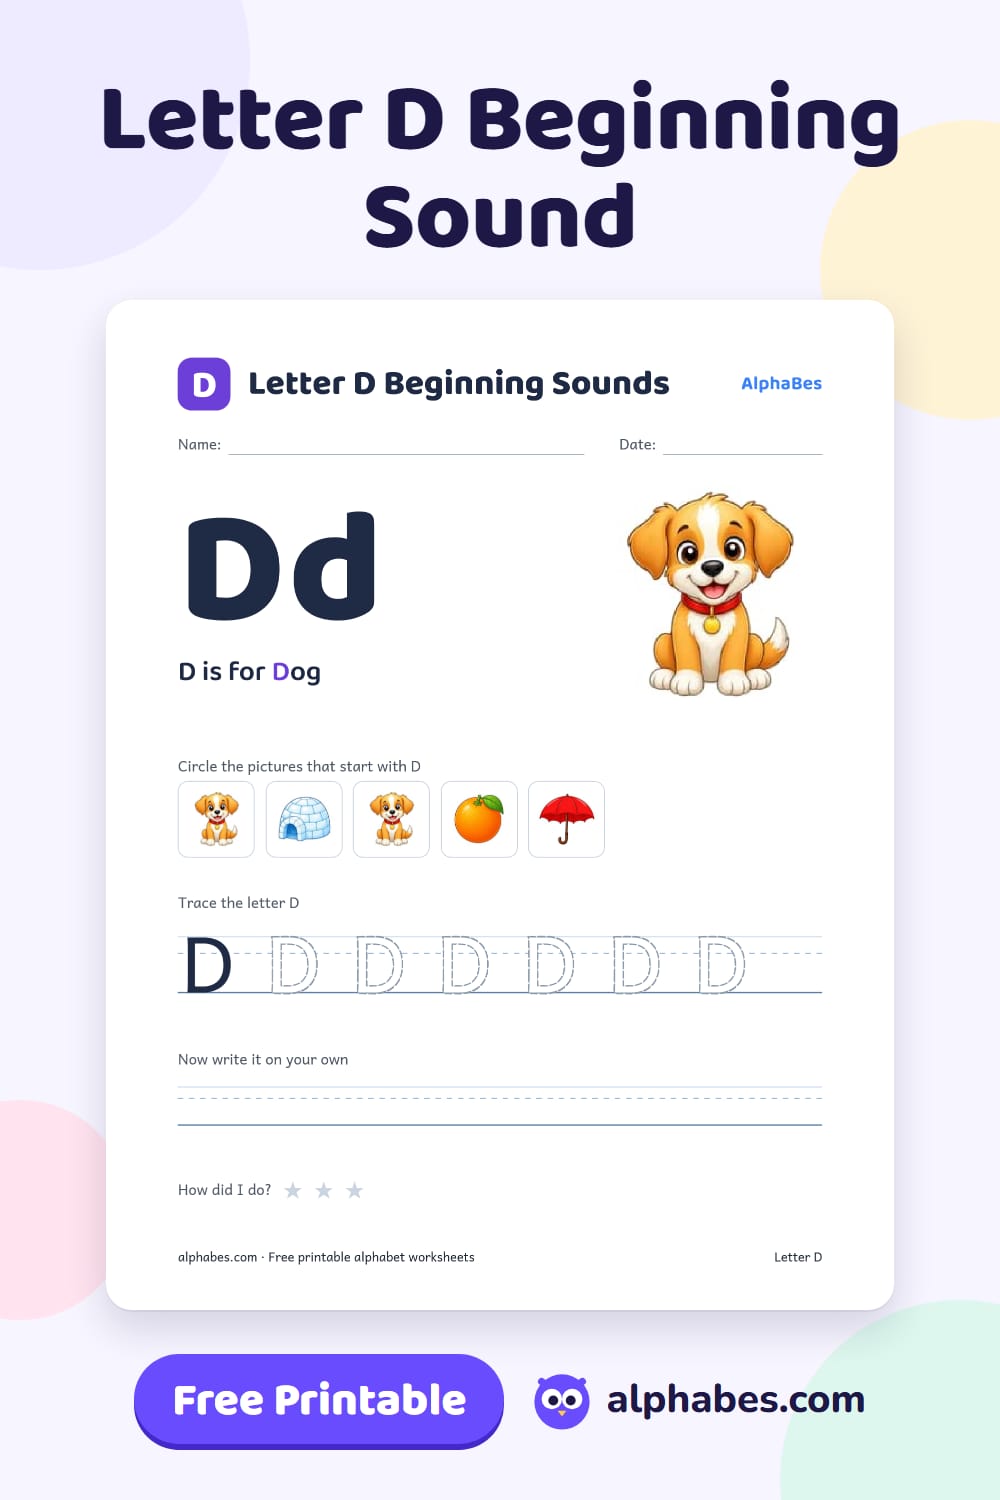 Letter D Beginning
Sound
D
Letter D Beginning Sounds
AlphaBes
Name:
Date:
Dd
D is for Dog
Circle the pictures that start with D
Trace the letter D
D D D D D D D
Now write it on your own
How did I do?
alphabes.com · Free printable alphabet worksheets
Letter D
Free Printable
alphabes.com